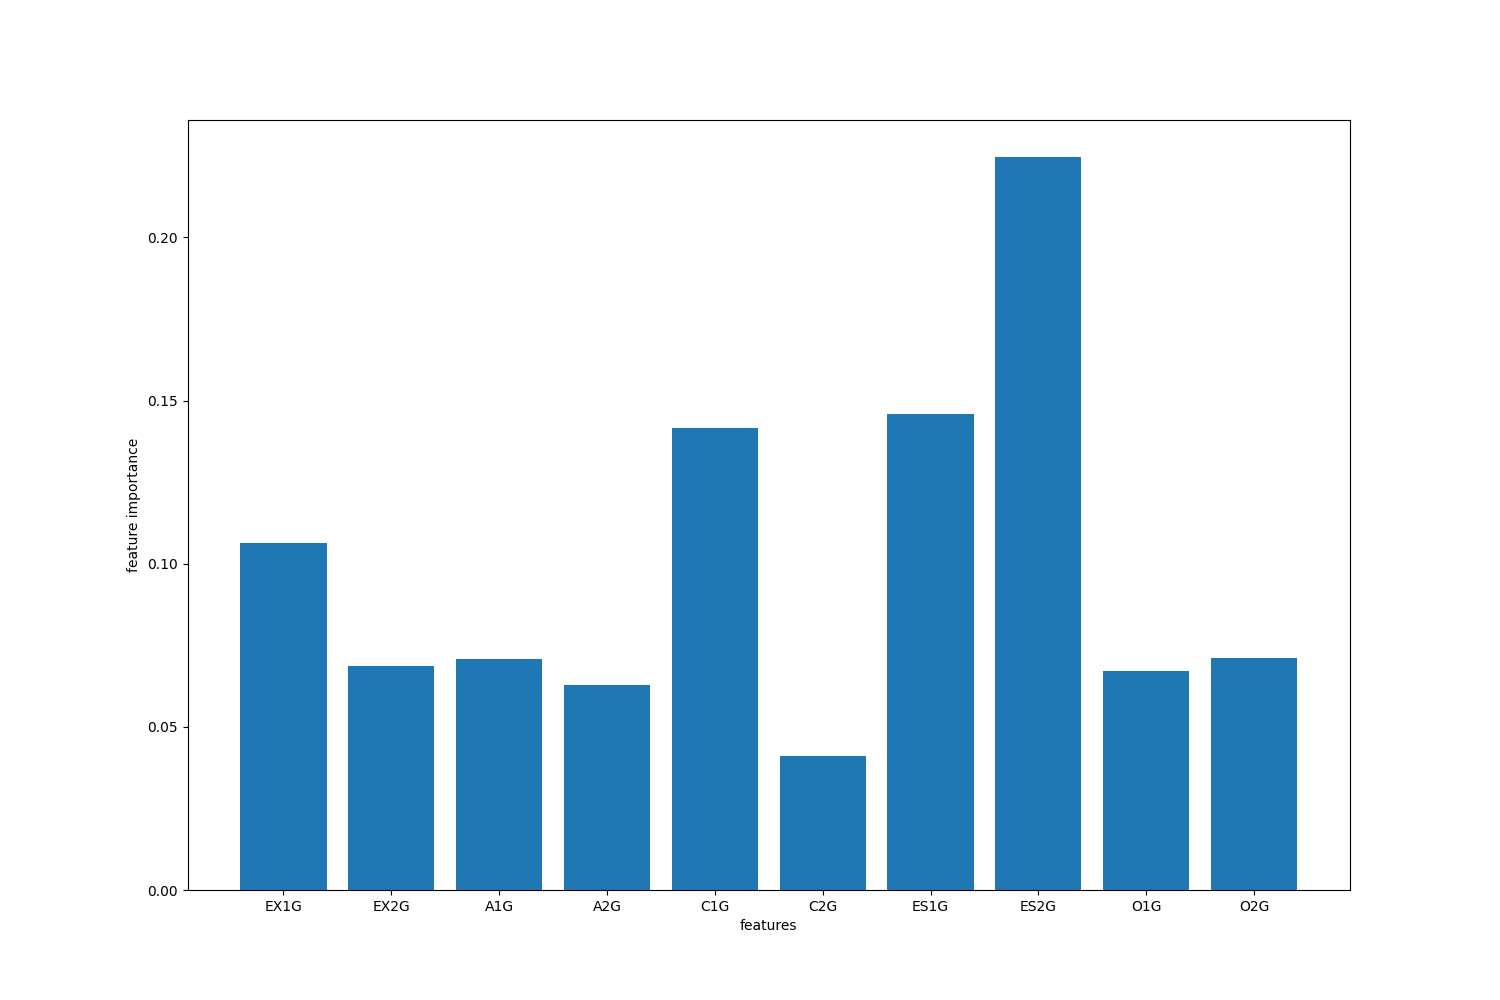 0.20
0.15
0.10
0.05
0.00
feature importance
EX1G EX2G A1G A2G C1G C2G ES1G ES2G O1G O2G
features